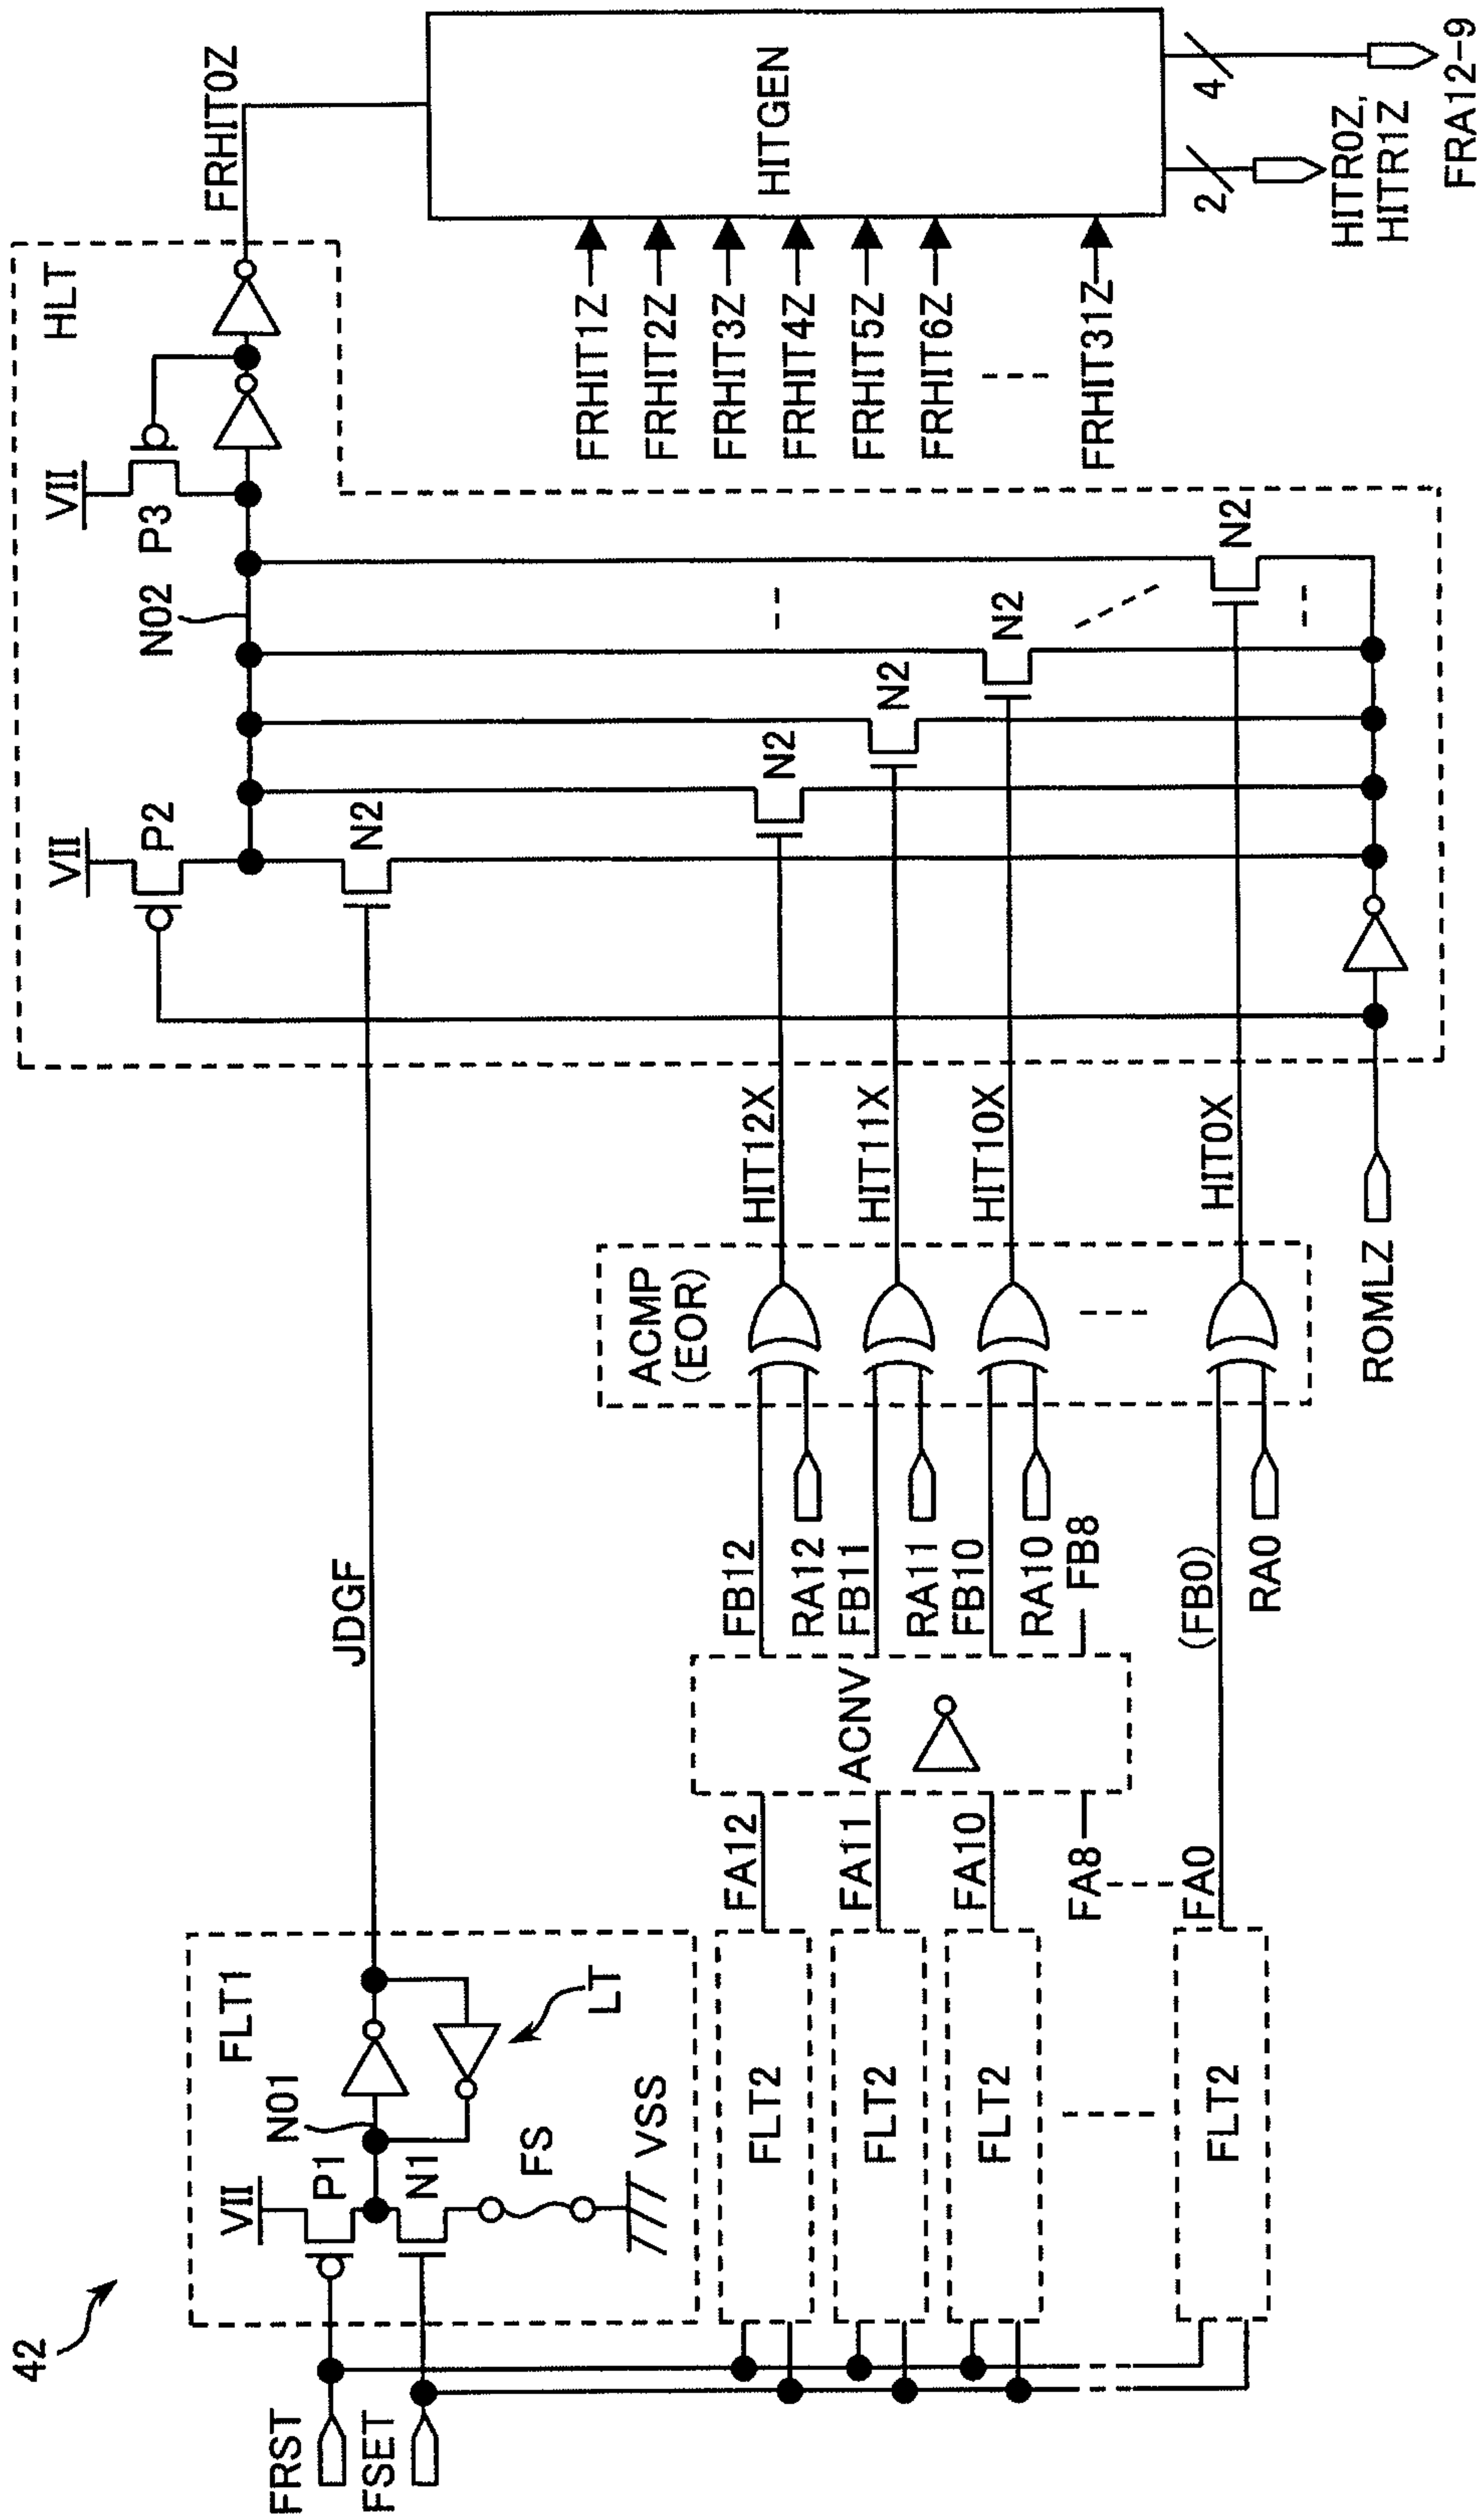 42
FRST
FSET
FLT1
VII
P1
N01
N1
FS
VSS
LT
JDGF
FLT2
FLT2
FLT2
FLT2
FA12
FA11
FA10
FA8
FA0
ACNV
FB12
RA12
FB11
RA11
FB10
RA10
FB8
(FB0)
RA0
ACMP
(EOR)
HIT12X
HIT11X
HIT10X
HIT0X
ROMLZ
HLT
VII
P2
N2
N2
N2
N2
N2
N02
VII
P3
FRHIT0Z
FRHIT1Z
FRHIT2Z
FRHIT3Z
FRHIT4Z
FRHIT5Z
FRHIT6Z
FRHIT31Z
HITGEN
2
4
HITR0Z,
HITR1Z
FRA12-9